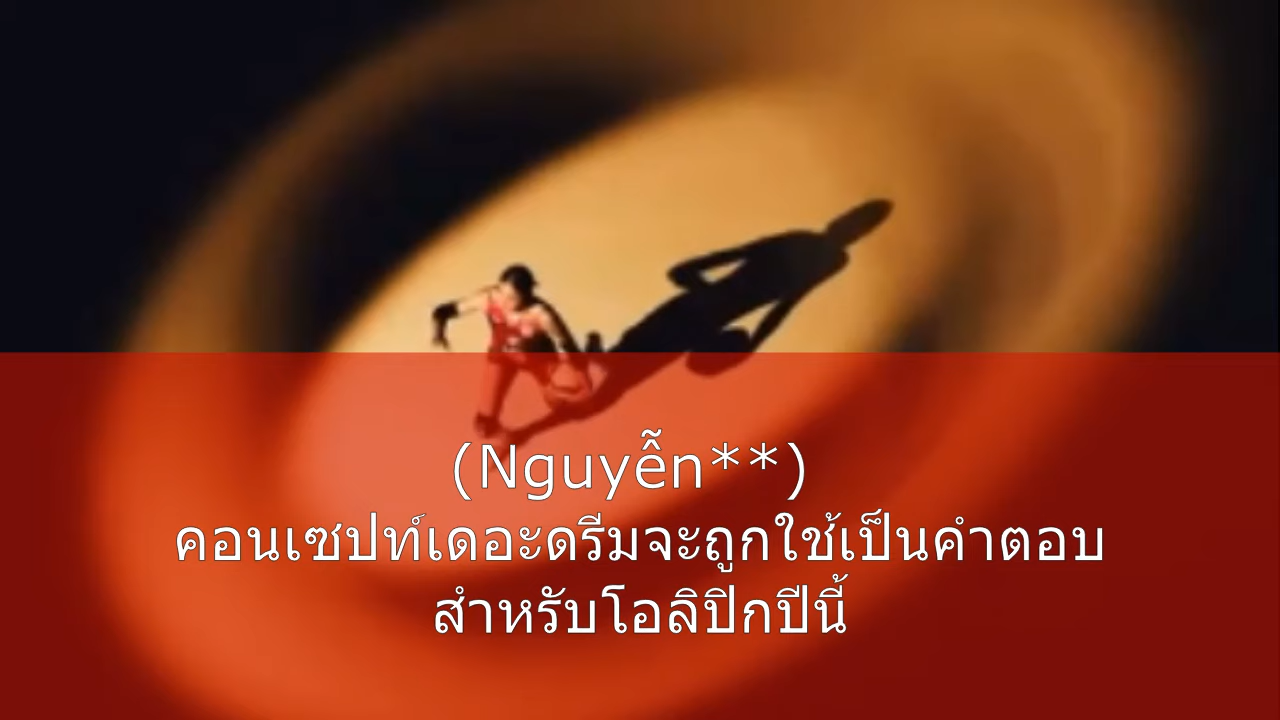 (Nguyễn**)
คอนเซปท์เดอะดรีมจะถูกใช้เป็นคำตอบ
สำหรับโอลิปิกปีนี้